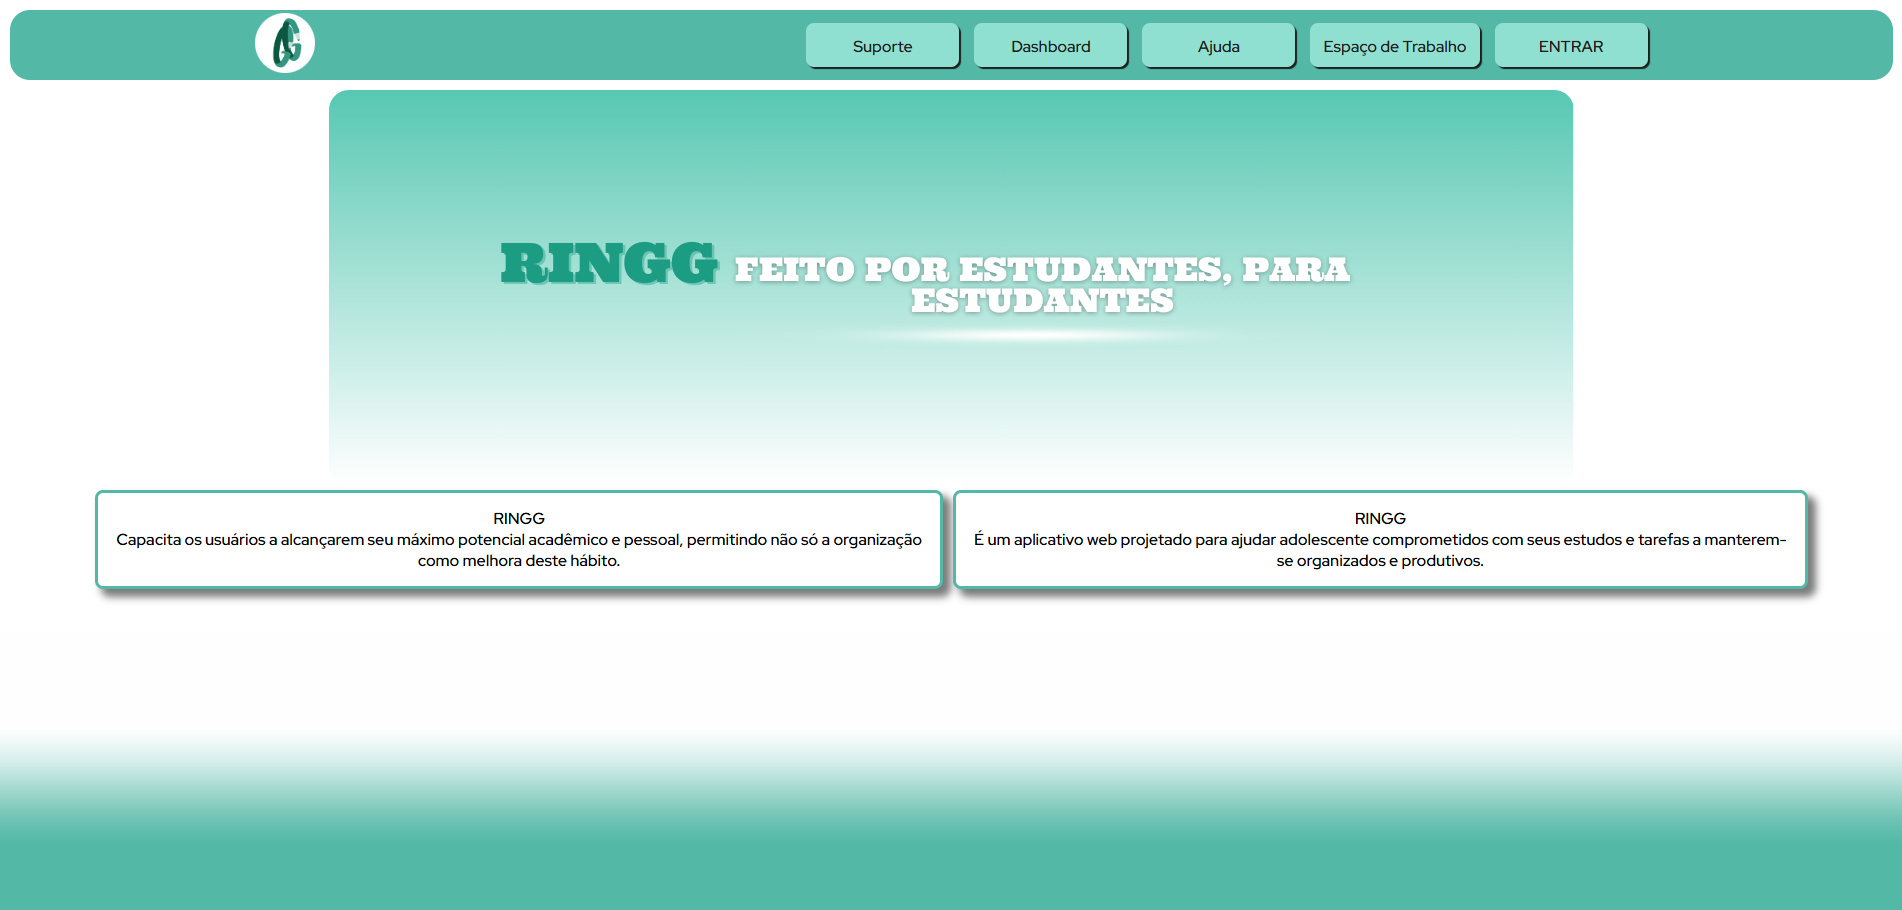 Suporte
Dashboard
Ajuda
Espaço de Trabalho
ENTRAR
RINGG
FEITO POR ESTUDANTES, PARA
ESTUDANTES
RINGG
Capacita os usuários a alcançarem seu máximo potencial acadêmico e pessoal, permitindo não só a organização
como melhora deste hábito.
RINGG
É um aplicativo web projetado para ajudar adolescente comprometidos com seus estudos e tarefas a manterem-
se organizados e produtivos.